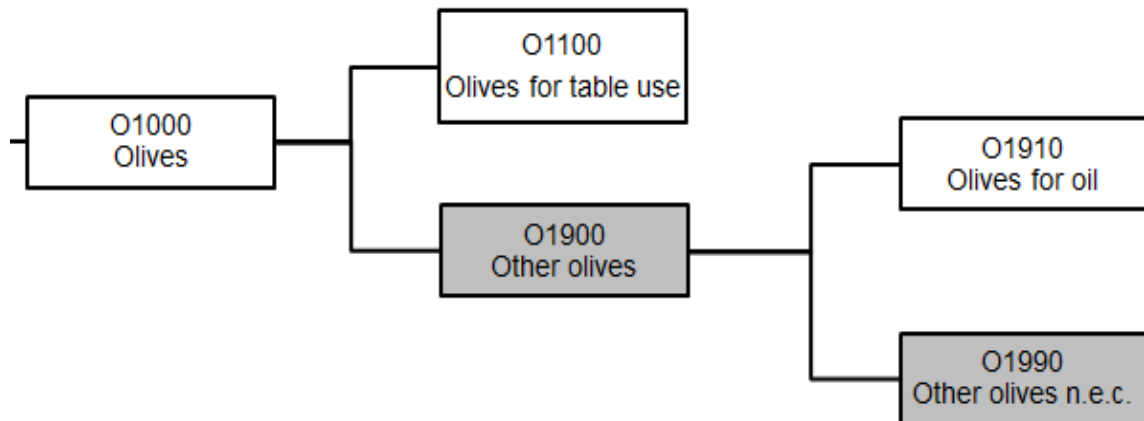 O1100
Olives for table use
O1000
Olives
O1910
Olives for oil
O1900
Other olives
O1990
Other olives n.e.c.